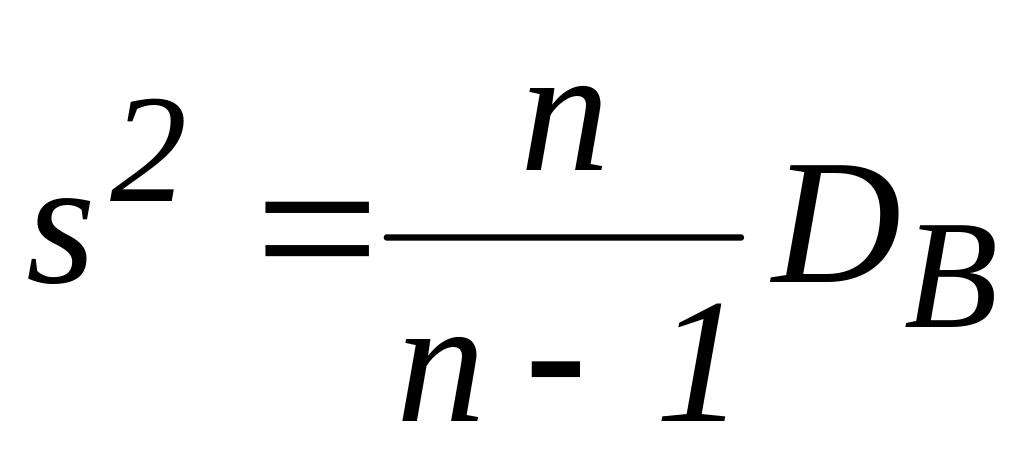 s² = n / (n - 1) D_B